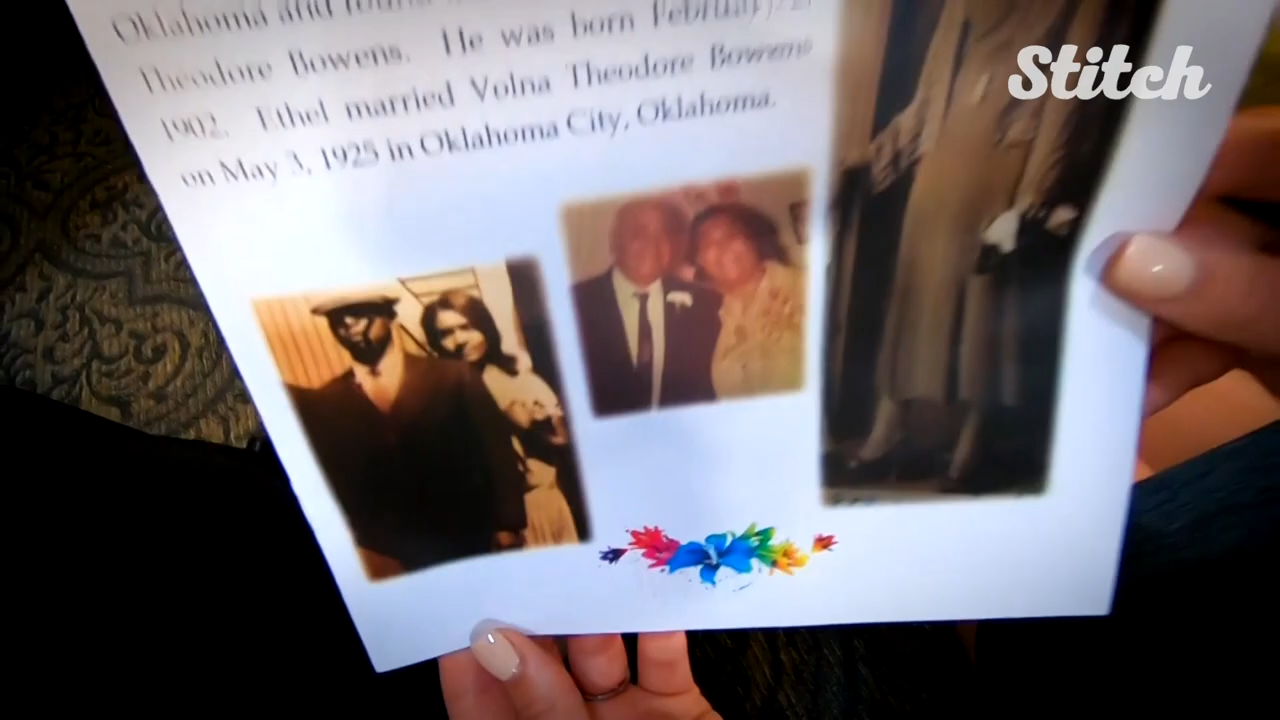 Oklahoma and
Theodore Bowens. He was born February
1902. Ethel married Volna Theodore Bowens
on May 3, 1925 in Oklahoma City, Oklahoma.
Stitch